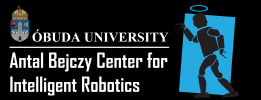 ÓBUDA UNIVERSITY
Antal Bejczy Center for
Intelligent Robotics